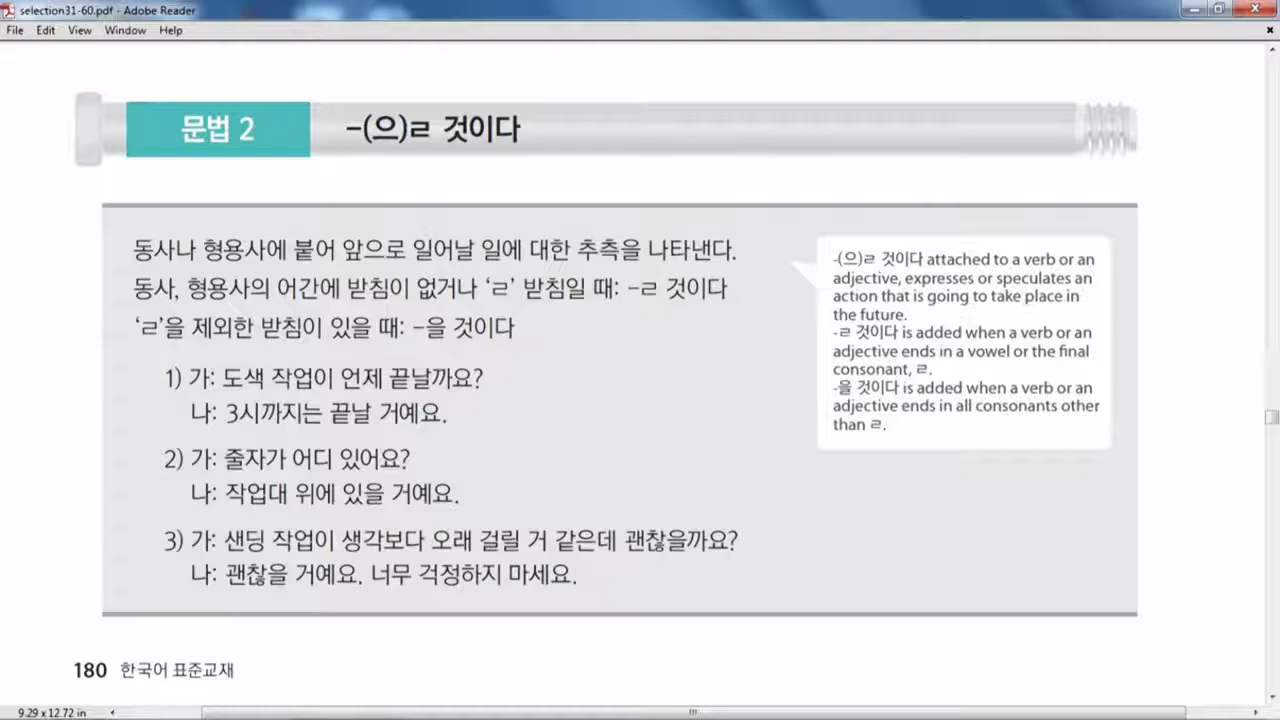 selection31-60.pdf - Adobe Reader
File Edit View Window Help
문법 2 -(으)ㄹ 것이다
동사나 형용사에 붙어 앞으로 일어날 일에 대한 추측을 나타낸다.
동사, 형용사의 어간에 받침이 없거나 ‘ㄹ’ 받침일 때: -ㄹ 것이다
‘ㄹ’을 제외한 받침이 있을 때: -을 것이다
1) 가: 도색 작업이 언제 끝날까요?
나: 3시까지는 끝날 거예요.
2) 가: 줄자가 어디 있어요?
나: 작업대 위에 있을 거예요.
3) 가: 샌딩 작업이 생각보다 오래 걸릴 거 같은데 괜찮을까요?
나: 괜찮을 거예요. 너무 걱정하지 마세요.
-(으)ㄹ 것이다 attached to a verb or an
adjective, expresses or speculates an
action that is going to take place in
the future.
-ㄹ 것이다 is added when a verb or an
adjective ends in a vowel or the final
consonant, ㄹ.
-을 것이다 is added when a verb or an
adjective ends in all consonants other
than ㄹ.
180 한국어 표준교재
9.29 x 12.72 in